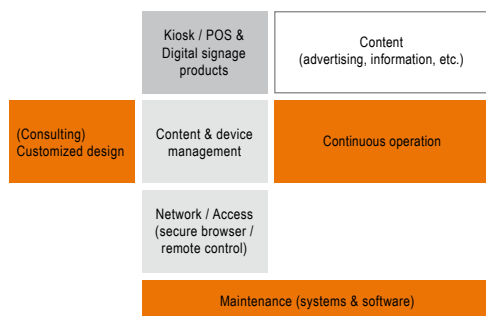 Kiosk / POS &
Digital signage
products
Content
(advertising, information, etc.)
(Consulting)
Customized design
Content & device
management
Continuous operation
Network / Access
(secure browser /
remote control)
Maintenance (systems & software)